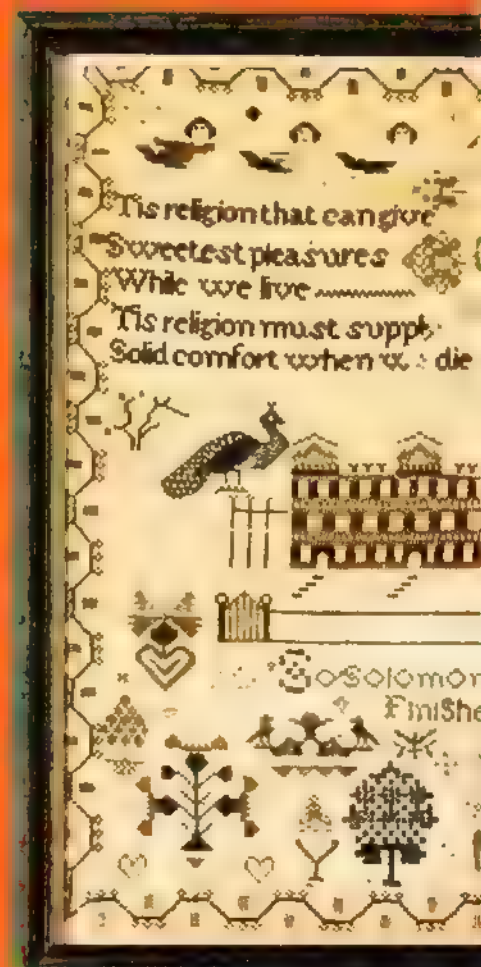 Tis religion that can give
Sweetest pleasures
While we live
Tis religion must supply
Solid comfort when we die
So Solomon
Finishe